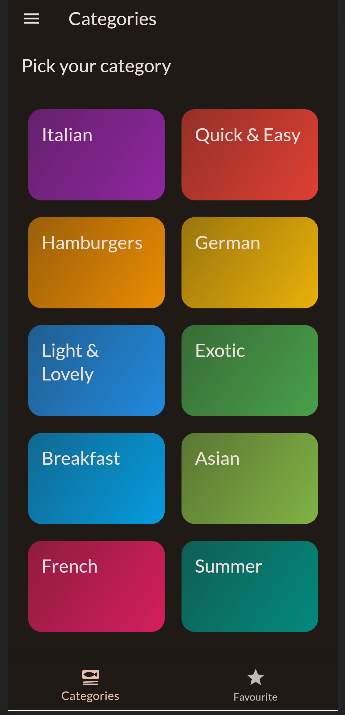 Categories
Pick your category
Italian
Quick & Easy
Hamburgers
German
Light &
Lovely
Exotic
Breakfast
Asian
French
Summer
Categories
Favourite